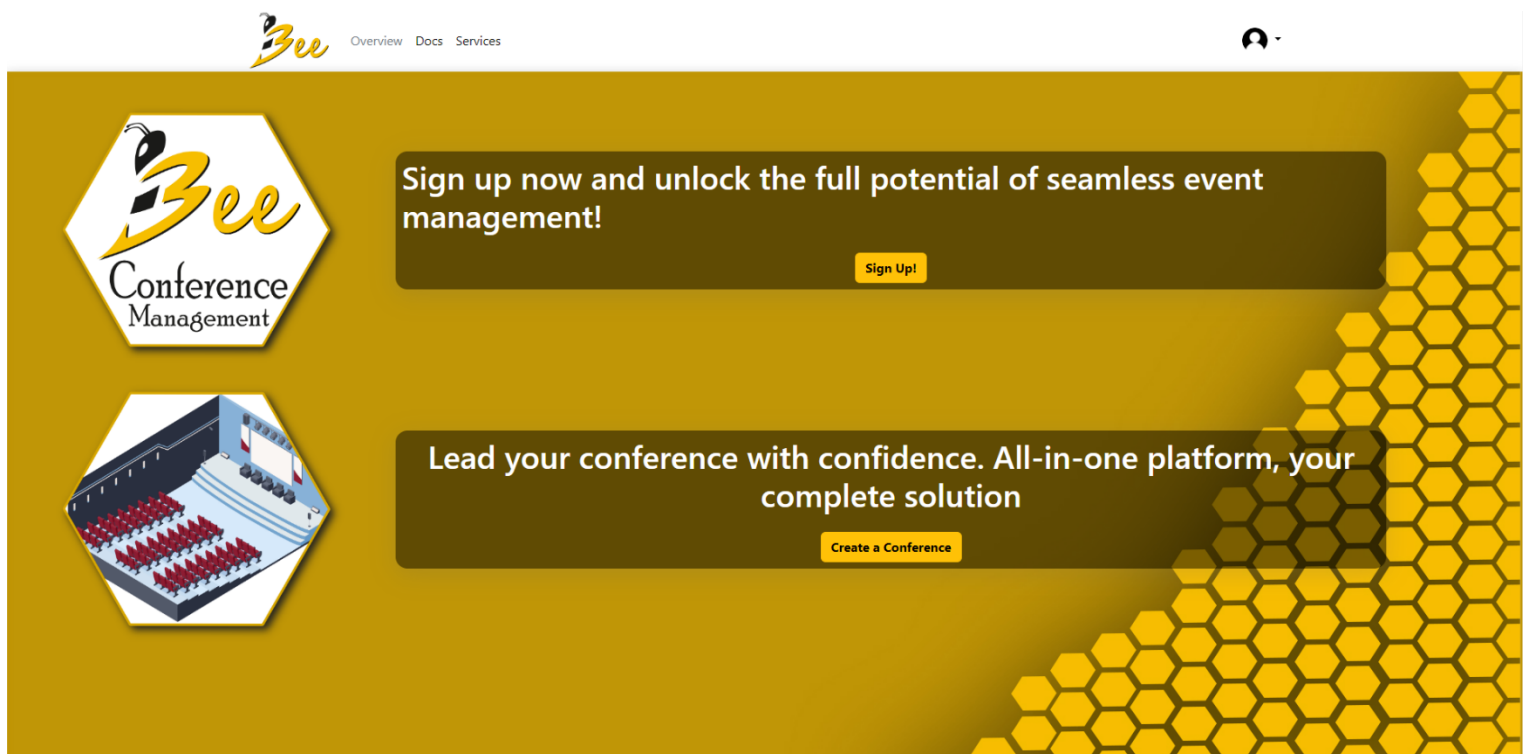 Bee
Overview Docs Services
Bee
Conference
Management
Sign up now and unlock the full potential of seamless event
management!
Sign Up!
Lead your conference with confidence. All-in-one platform, your
complete solution
Create a Conference